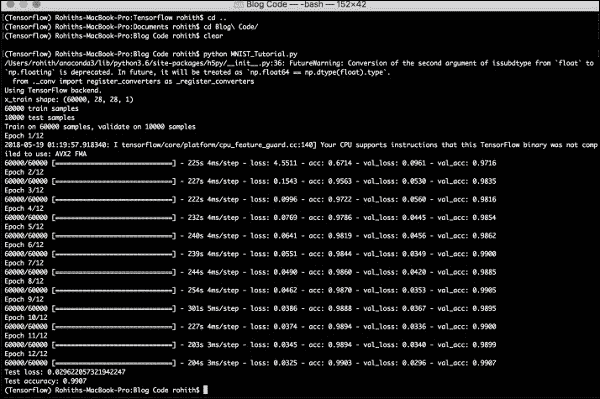 Blog Code — -bash — 152×42
(Tensorflow) Rohiths-MacBook-Pro:Tensorflow rohith$ cd ..
(Tensorflow) Rohiths-MacBook-Pro:Documents rohith$ cd Blog\ Code/
(Tensorflow) Rohiths-MacBook-Pro:Blog Code rohith$ clear
(Tensorflow) Rohiths-MacBook-Pro:Blog Code rohith$ python MNIST_Tutorial.py
/Users/rohith/anaconda3/lib/python3.6/site-packages/h5py/__init__.py:36: FutureWarning: Conversion of the second argument of issubdtype from `float` to
`np.floating` is deprecated. In future, it will be treated as `np.float64 == np.dtype(float).type`.
from ._conv import register_converters as _register_converters
Using TensorFlow backend.
x_train shape: (60000, 28, 28, 1)
60000 train samples
10000 test samples
Train on 60000 samples, validate on 10000 samples
Epoch 1/12
2018-05-19 01:19:57.918340: I tensorflow/core/platform/cpu_feature_guard.cc:140] Your CPU supports instructions that this TensorFlow binary was not comp
iled to use: AVX2 FMA
60000/60000 [==============================] - 225s 4ms/step - loss: 4.5511 - acc: 0.6714 - val_loss: 0.0961 - val_acc: 0.9716
Epoch 2/12
60000/60000 [==============================] - 227s 4ms/step - loss: 0.1543 - acc: 0.9563 - val_loss: 0.0530 - val_acc: 0.9835
Epoch 3/12
60000/60000 [==============================] - 222s 4ms/step - loss: 0.0996 - acc: 0.9722 - val_loss: 0.0560 - val_acc: 0.9816
Epoch 4/12
60000/60000 [==============================] - 232s 4ms/step - loss: 0.0769 - acc: 0.9786 - val_loss: 0.0445 - val_acc: 0.9854
Epoch 5/12
60000/60000 [==============================] - 240s 4ms/step - loss: 0.0641 - acc: 0.9819 - val_loss: 0.0456 - val_acc: 0.9862
Epoch 6/12
60000/60000 [==============================] - 239s 4ms/step - loss: 0.0551 - acc: 0.9844 - val_loss: 0.0349 - val_acc: 0.9900
Epoch 7/12
60000/60000 [==============================] - 244s 4ms/step - loss: 0.0490 - acc: 0.9860 - val_loss: 0.0420 - val_acc: 0.9885
Epoch 8/12
60000/60000 [==============================] - 254s 4ms/step - loss: 0.0462 - acc: 0.9870 - val_loss: 0.0353 - val_acc: 0.9905
Epoch 9/12
60000/60000 [==============================] - 301s 5ms/step - loss: 0.0386 - acc: 0.9888 - val_loss: 0.0367 - val_acc: 0.9895
Epoch 10/12
60000/60000 [==============================] - 227s 4ms/step - loss: 0.0374 - acc: 0.9894 - val_loss: 0.0336 - val_acc: 0.9900
Epoch 11/12
60000/60000 [==============================] - 203s 3ms/step - loss: 0.0345 - acc: 0.9894 - val_loss: 0.0340 - val_acc: 0.9899
Epoch 12/12
60000/60000 [==============================] - 204s 3ms/step - loss: 0.0325 - acc: 0.9903 - val_loss: 0.0296 - val_acc: 0.9907
Test loss: 0.029622057321942247
Test accuracy: 0.9907
(Tensorflow) Rohiths-MacBook-Pro:Blog Code rohith$